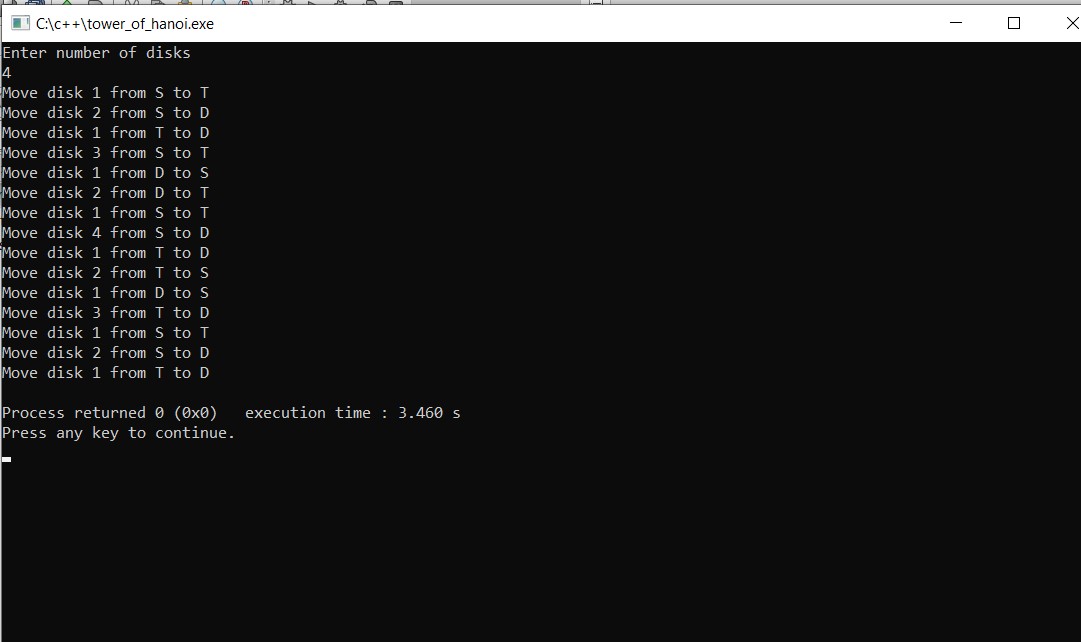 C:\c++\tower_of_hanoi.exe
Enter number of disks
4
Move disk 1 from S to T
Move disk 2 from S to D
Move disk 1 from T to D
Move disk 3 from S to T
Move disk 1 from D to S
Move disk 2 from D to T
Move disk 1 from S to T
Move disk 4 from S to D
Move disk 1 from T to D
Move disk 2 from T to S
Move disk 1 from D to S
Move disk 3 from T to D
Move disk 1 from S to T
Move disk 2 from S to D
Move disk 1 from T to D
Process returned 0 (0x0)   execution time : 3.460 s
Press any key to continue.